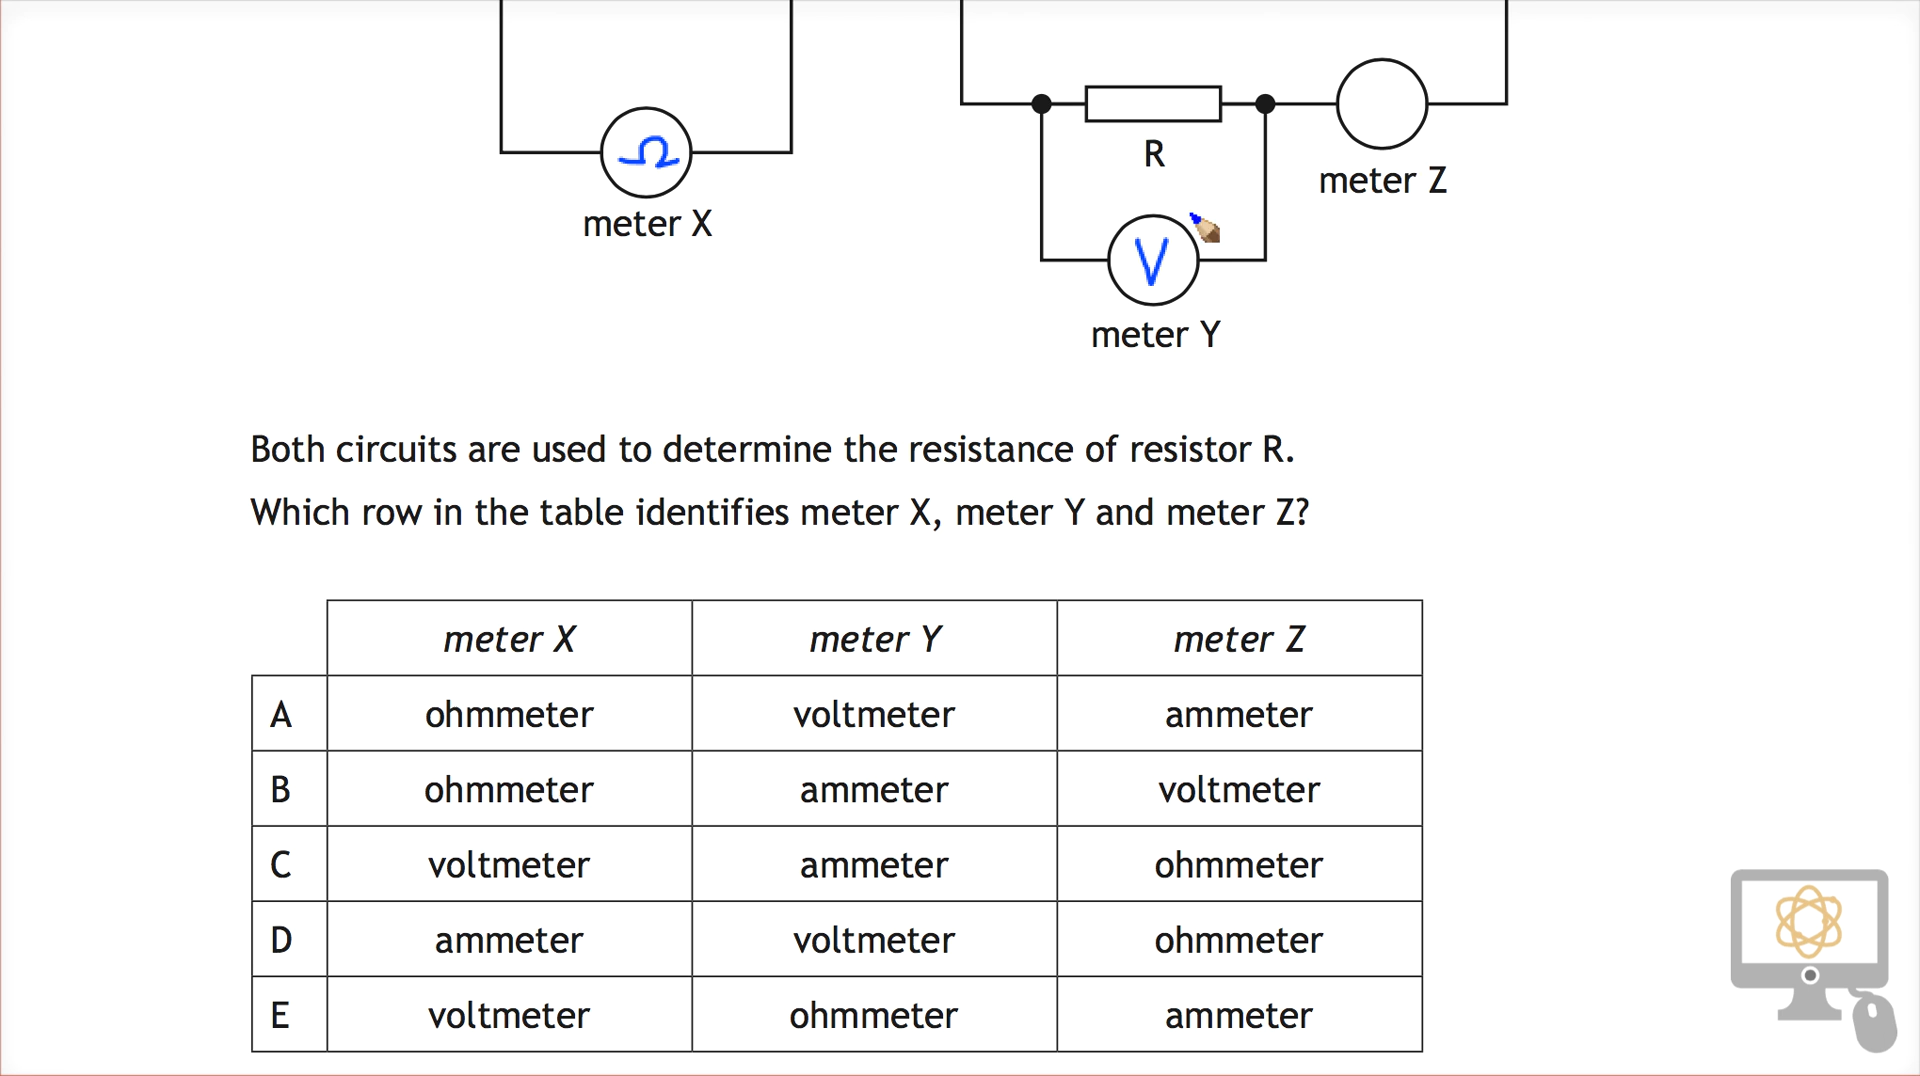 Ω
meter X
R
meter Z
V
meter Y
Both circuits are used to determine the resistance of resistor R.
Which row in the table identifies meter X, meter Y and meter Z?
meter X meter Y meter Z
A ohmmeter voltmeter ammeter
B ohmmeter ammeter voltmeter
C voltmeter ammeter ohmmeter
D ammeter voltmeter ohmmeter
E voltmeter ohmmeter ammeter